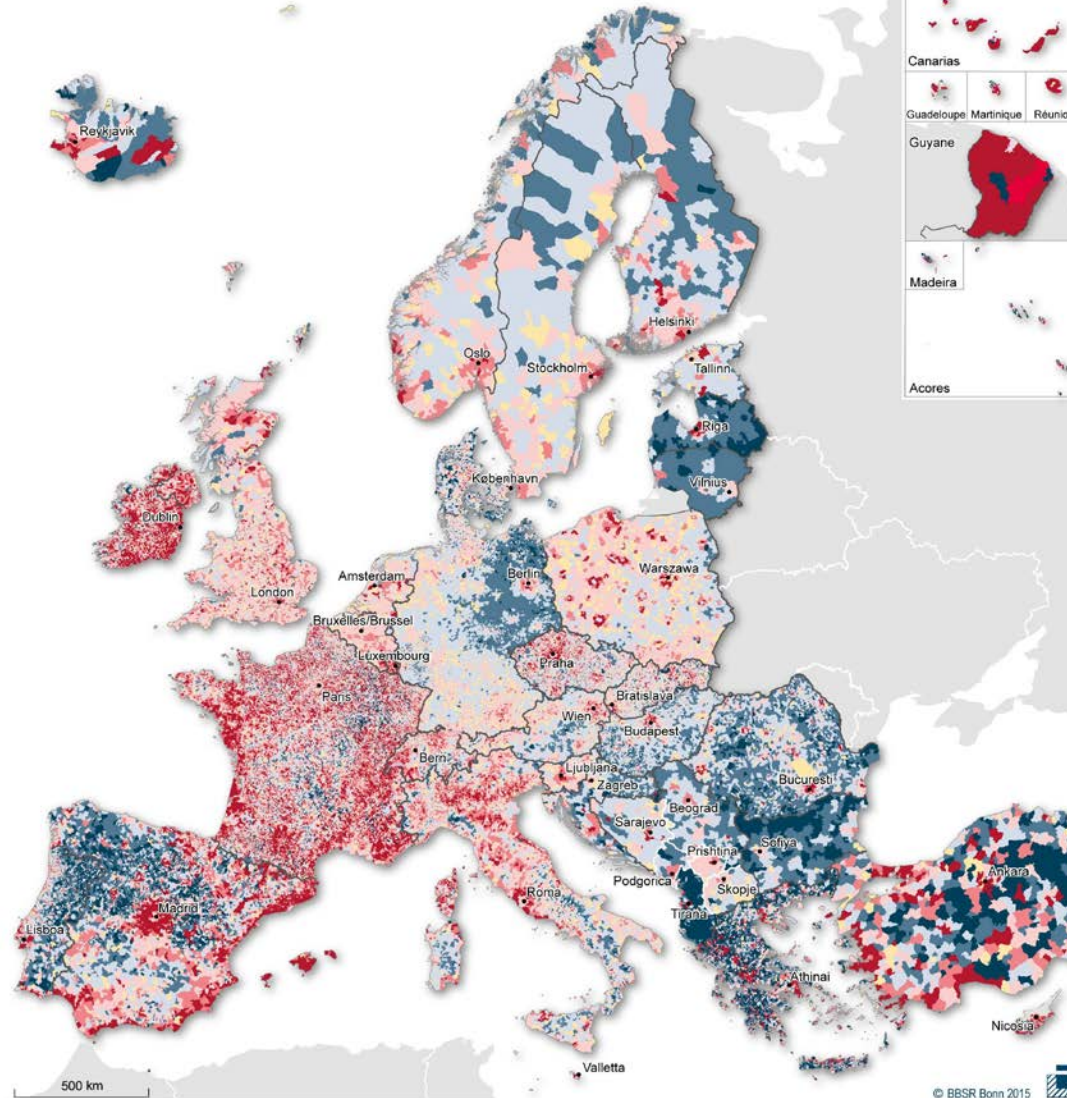 Canarias
Guadeloupe Martinique Réunio
Guyane
Madeira
Acores
Reykjavik
Helsinki
Oslo
Stockholm
Tallinn
Riga
København
Vilnius
Dublin
Berlin
Warszawa
Amsterdam
London
Bruxelles/Brussel
Luxembourg
Praha
Paris
Bratislava
Wien
Budapest
Bern
Ljubljana
Zagreb
Bucuresti
Beograd
Sarajevo
Prishtina
Sofiya
Podgorica
Skopje
Ankara
Tirana
Roma
Madrid
Lisboa
Athinai
Nicosia
Valletta
500 km
© BBSR Bonn 2015